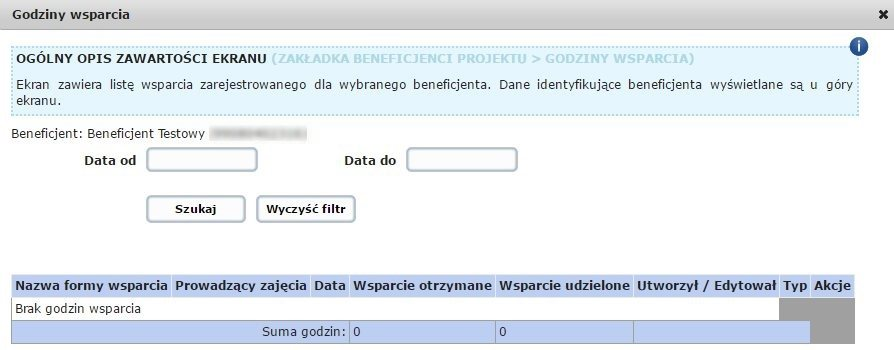 Godziny wsparcia
OGÓLNY OPIS ZAWARTOŚCI EKRANU (ZAKŁADKA BENEFICJENCI PROJEKTU > GODZINY WSPARCIA)
Ekran zawiera listę wsparcia zarejestrowanego dla wybranego beneficjenta. Dane identyfikujące beneficjenta wyświetlane są u góry
ekranu.
Beneficjent: Beneficjent Testowy
Data od Data do
Szukaj Wyczyść filtr
Nazwa formy wsparcia Prowadzący zajęcia Data Wsparcie otrzymane Wsparcie udzielone Utworzył / Edytował Typ Akcje
Brak godzin wsparcia
Suma godzin: 0 0